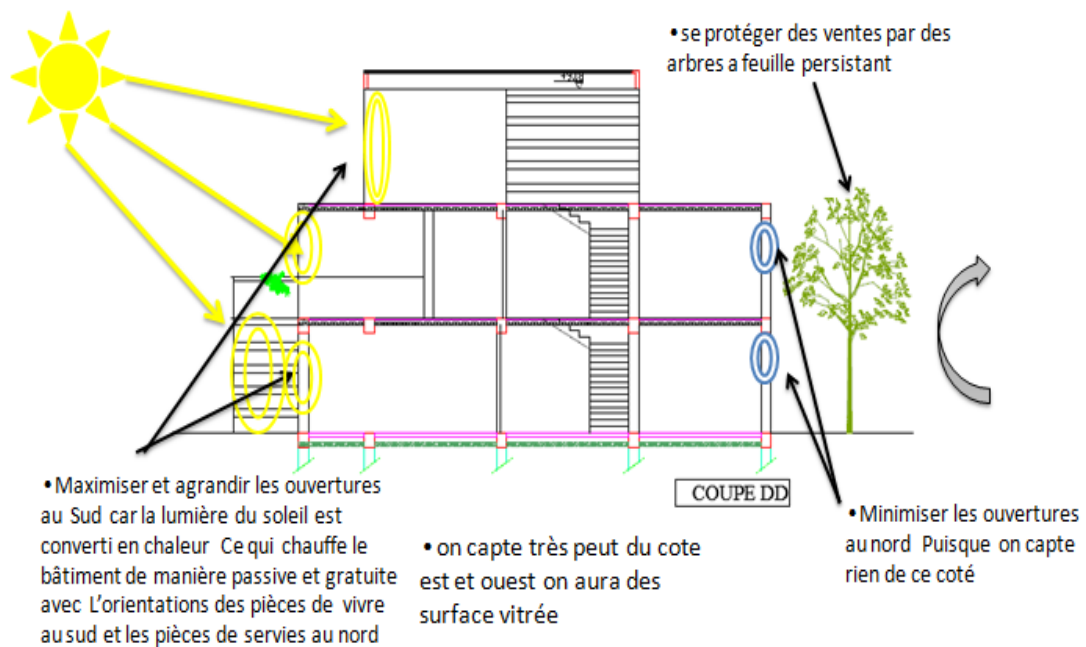 •se protéger des ventes par des
arbres a feuille persistant
COUPE DD
•Maximiser et agrandir les ouvertures
au Sud car la lumière du soleil est
converti en chaleur Ce qui chauffe le
bâtiment de manière passive et gratuite
avec L'orientations des pièces de vivre
au sud et les pièces de servies au nord
•on capte très peut du cote
est et ouest on aura des
surface vitrée
•Minimiser les ouvertures
au nord Puisque on capte
rien de ce coté